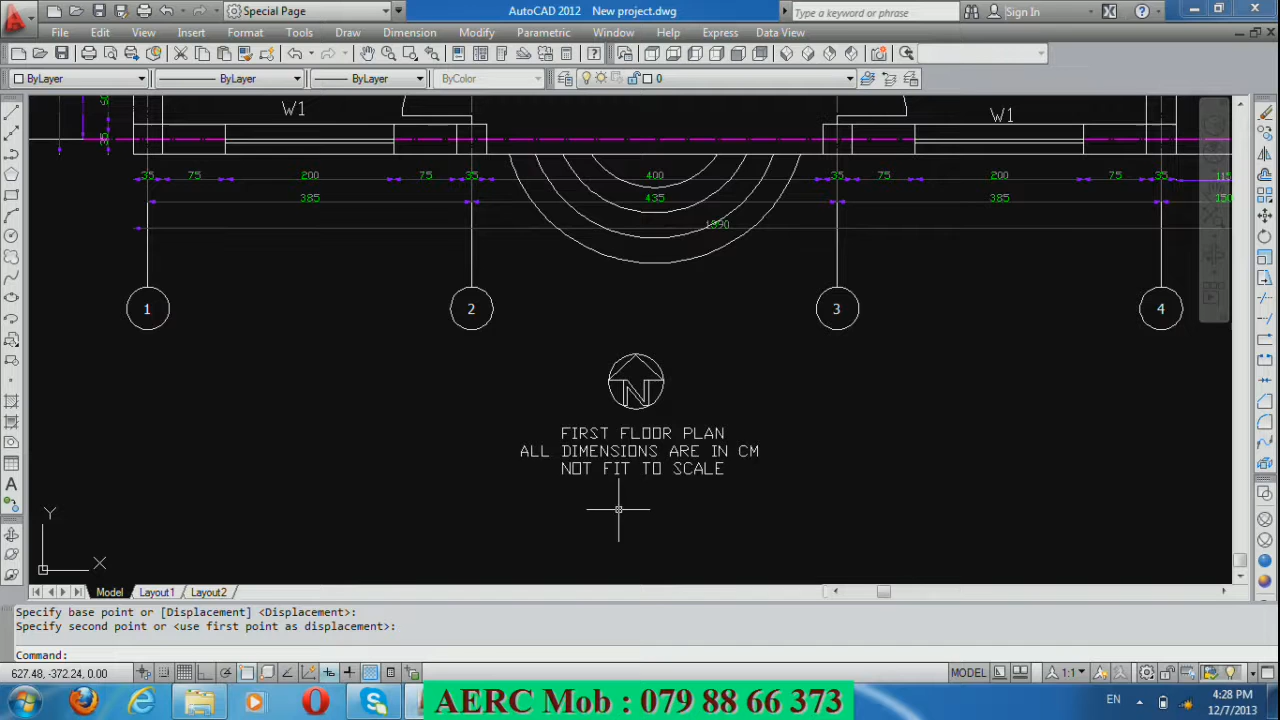 Special Page
AutoCAD 2012 New project.dwg
Type a keyword or phrase
Sign In
File Edit View Insert Format Tools Draw Dimension Modify Parametric Window Help Express Data View
ByLayer ByLayer ByLayer ByColor 0
W1 W1
35
35 75 200 75 35 400 35 75 200 75 35 115
385 435 385 150
1390
1 2 3 4
N
FIRST FLOOR PLAN
ALL DIMENSIONS ARE IN CM
NOT FIT TO SCALE
Y
X
Model Layout1 Layout2
Specify base point or [Displacement] <Displacement>:
Specify second point or <use first point as displacement>:
Command:
627.48, -372.24, 0.00
MODEL 1:1
AERC Mob : 079 88 66 373
EN
4:28 PM
12/7/2013